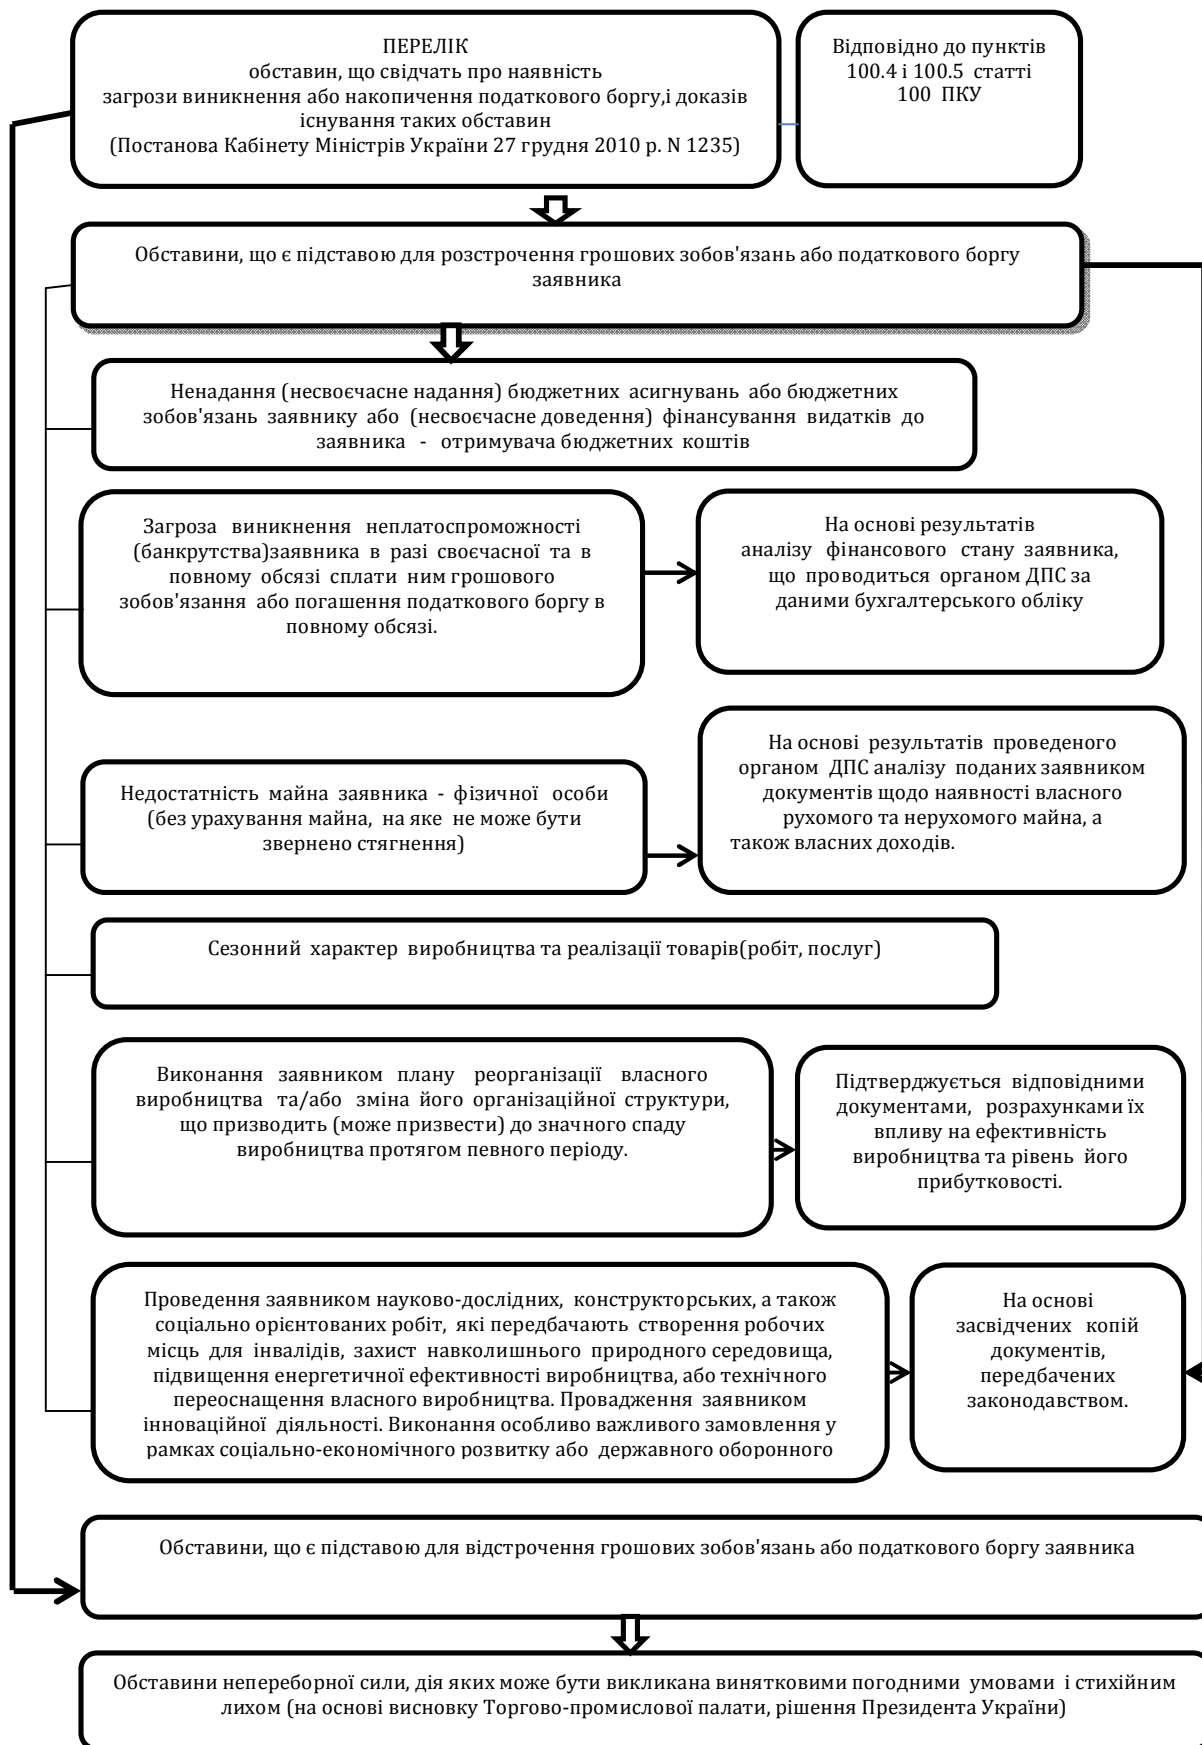 ПЕРЕЛІК
обставин, що свідчать про наявність
загрози виникнення або накопичення податкового боргу,і доказів
існування таких обставин
(Постанова Кабінету Міністрів України 27 грудня 2010 р. N 1235)
Відповідно до пунктів
100.4 і 100.5 статті
100 ПКУ
Обставини, що є підставою для розстрочення грошових зобов'язань або податкового боргу
заявника
Ненадання (несвоєчасне надання) бюджетних асигнувань або бюджетних
зобов'язань заявнику або (несвоєчасне доведення) фінансування видатків до
заявника - отримувача бюджетних коштів
Загроза виникнення неплатоспроможності
(банкрутства)заявника в разі своєчасної та в
повному обсязі сплати ним грошового
зобов'язання або погашення податкового боргу в
повному обсязі.
На основі результатів
аналізу фінансового стану заявника,
що проводиться органом ДПС за
даними бухгалтерського обліку
Недостатність майна заявника - фізичної особи
(без урахування майна, на яке не може бути
звернено стягнення)
На основі результатів проведеного
органом ДПС аналізу поданих заявником
документів щодо наявності власного
рухомого та нерухомого майна, а
також власних доходів.
Сезонний характер виробництва та реалізації товарів(робіт, послуг)
Виконання заявником плану реорганізації власного
виробництва та/або зміна його організаційної структури,
що призводить (може призвести) до значного спаду
виробництва протягом певного періоду.
Підтверджується відповідними
документами, розрахунками їх
впливу на ефективність
виробництва та рівень його
прибутковості.
Проведення заявником науково-дослідних, конструкторських, а також
соціально орієнтованих робіт, які передбачають створення робочих
місць для інвалідів, захист навколишнього природного середовища,
підвищення енергетичної ефективності виробництва, або технічного
переоснащення власного виробництва. Провадження заявником
інноваційної діяльності. Виконання особливо важливого замовлення у
рамках соціально-економічного розвитку або державного оборонного
На основі
засвідчених копій
документів,
передбачених
законодавством.
Обставини, що є підставою для відстрочення грошових зобов'язань або податкового боргу заявника
Обставини непереборної сили, дія яких може бути викликана винятковими погодними умовами і стихійним
лихом (на основі висновку Торгово-промислової палати, рішення Президента України)